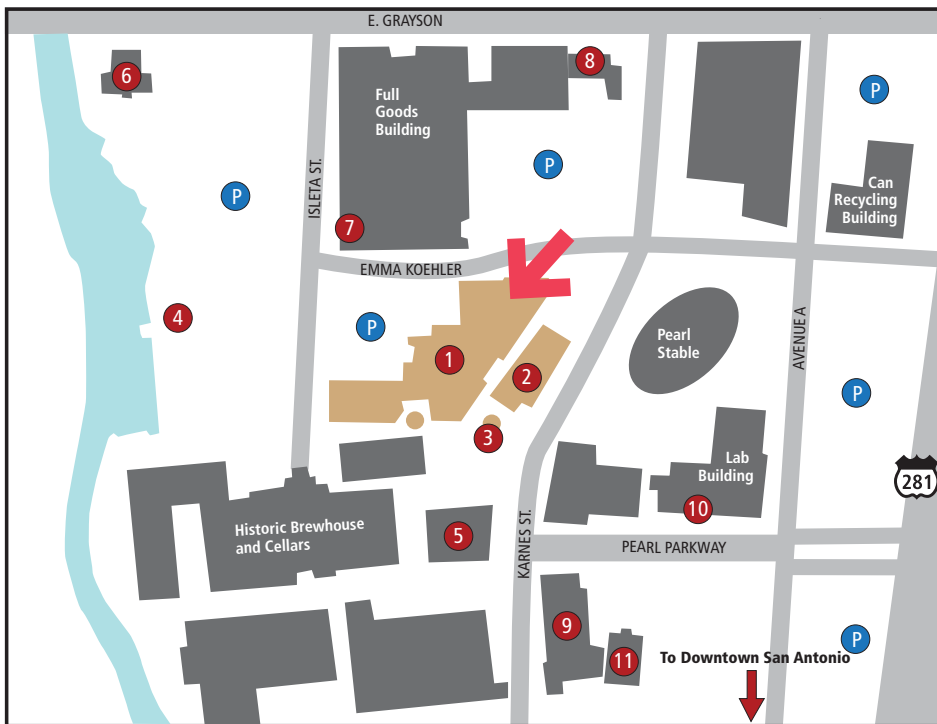 E. GRAYSON
6
8
Full
Goods
Building
P
P
Can
Recycling
Building
ISLETA ST.
P
7
EMMA KOEHLER
4
P
1
2
Pearl
Stable
AVENUE A
P
3
Lab
Building
281
10
Historic Brewhouse
and Cellars
5
KARNES ST.
PEARL PARKWAY
9
11
To Downtown San Antonio
P